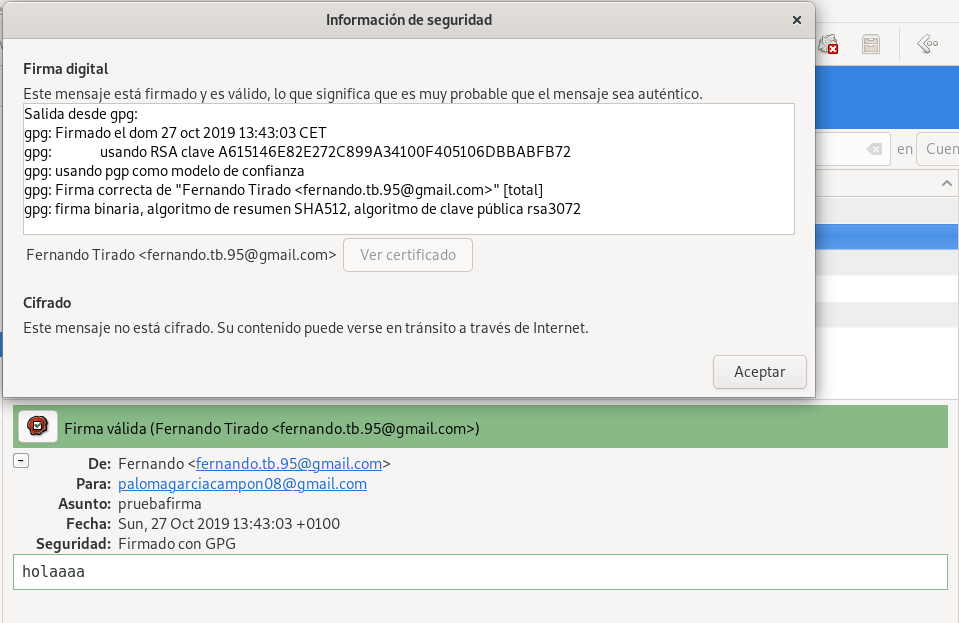 Información de seguridad
Firma digital
Este mensaje está firmado y es válido, lo que significa que es muy probable que el mensaje sea auténtico.
Salida desde gpg:
gpg: Firmado el dom 27 oct 2019 13:43:03 CET
gpg:                usando RSA clave A615146E82E272C899A34100F405106DBBABFB72
gpg: usando pgp como modelo de confianza
gpg: Firma correcta de "Fernando Tirado <fernando.tb.95@gmail.com>" [total]
gpg: firma binaria, algoritmo de resumen SHA512, algoritmo de clave pública rsa3072
en Cuen
Fernando Tirado <fernando.tb.95@gmail.com> Ver certificado
Cifrado
Este mensaje no está cifrado. Su contenido puede verse en tránsito a través de Internet.
Aceptar
Firma válida (Fernando Tirado <fernando.tb.95@gmail.com>)
De: Fernando <fernando.tb.95@gmail.com>
Para: palomagarciacampon08@gmail.com
Asunto: pruebafirma
Fecha: Sun, 27 Oct 2019 13:43:03 +0100
Seguridad: Firmado con GPG
holaaaa